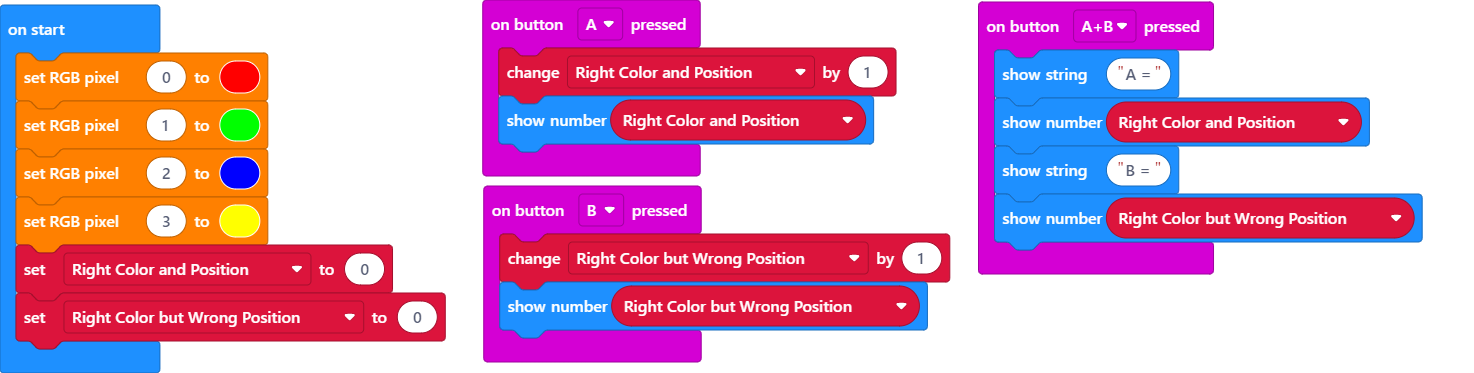 on start
set RGB pixel 0 to
set RGB pixel 1 to
set RGB pixel 2 to
set RGB pixel 3 to
set Right Color and Position to 0
set Right Color but Wrong Position to 0
on button A pressed
change Right Color and Position by 1
show number Right Color and Position
on button B pressed
change Right Color but Wrong Position by 1
show number Right Color but Wrong Position
on button A+B pressed
show string "A = "
show number Right Color and Position
show string "B = "
show number Right Color but Wrong Position